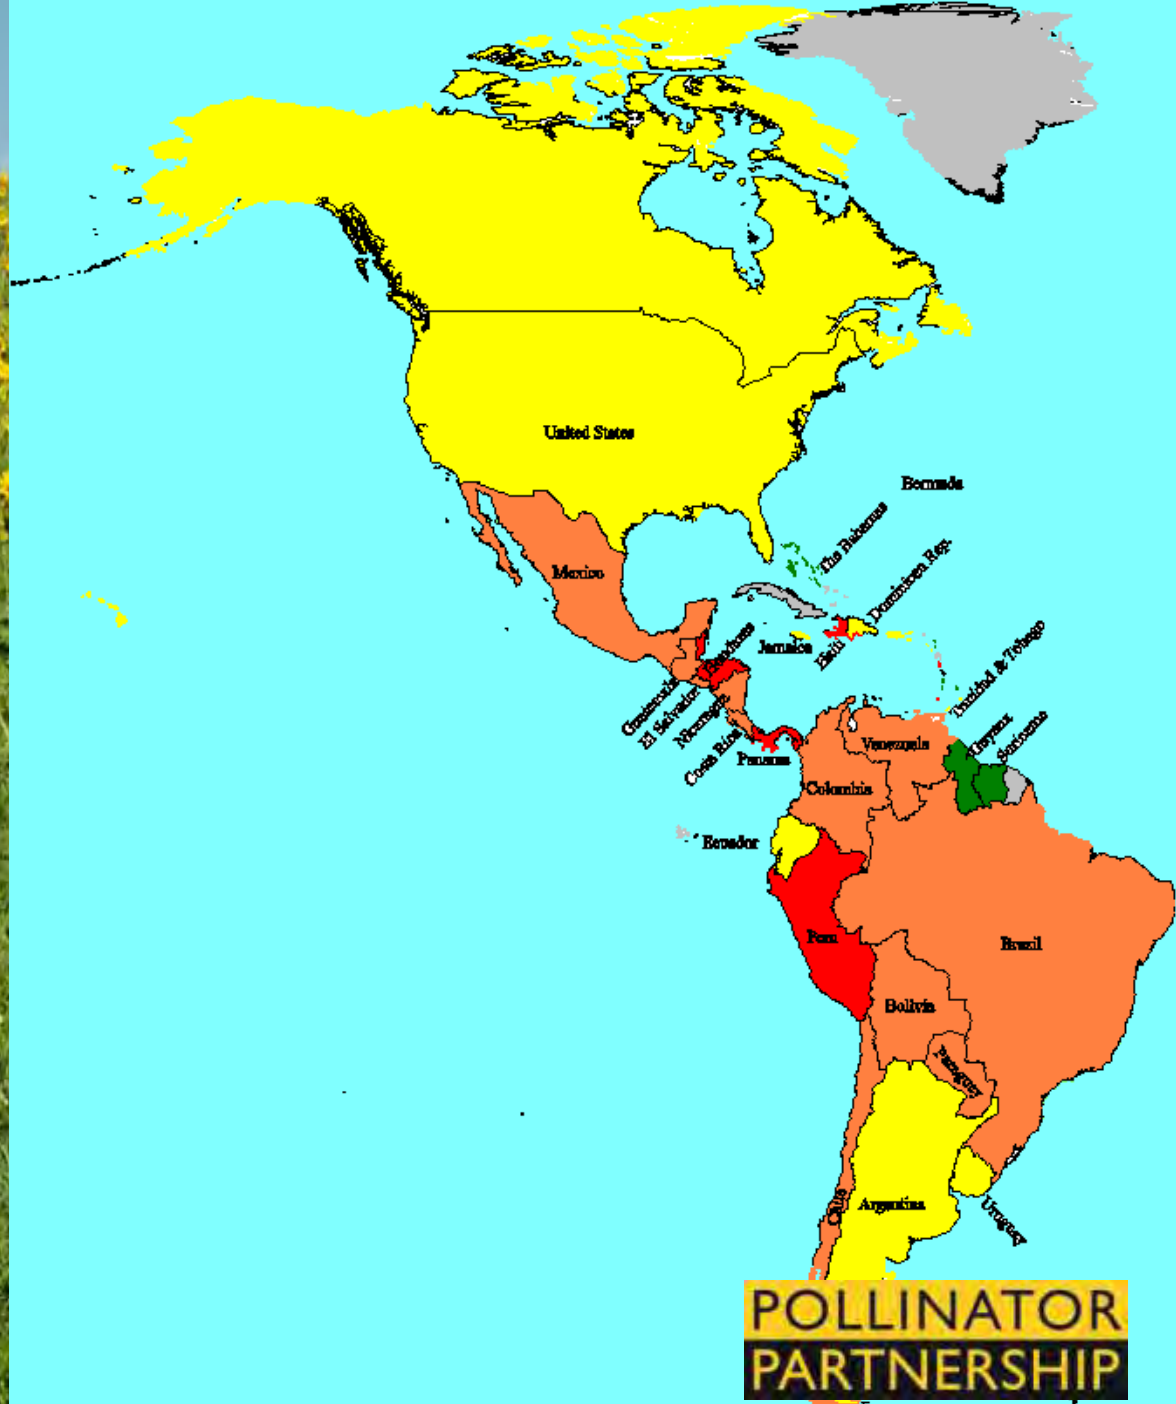 United States
Bermuda
The Bahamas
Mexico
Dominican Rep.
Jamaica
Haiti
Honduras
Guatemala
El Salvador
Nicaragua
Costa Rica
Panama
Trinidad & Tobago
Venezuela
Guyana
Suriname
Colombia
Ecuador
Peru
Brazil
Bolivia
Paraguay
Chile
Argentina
Uruguay
POLLINATOR
PARTNERSHIP